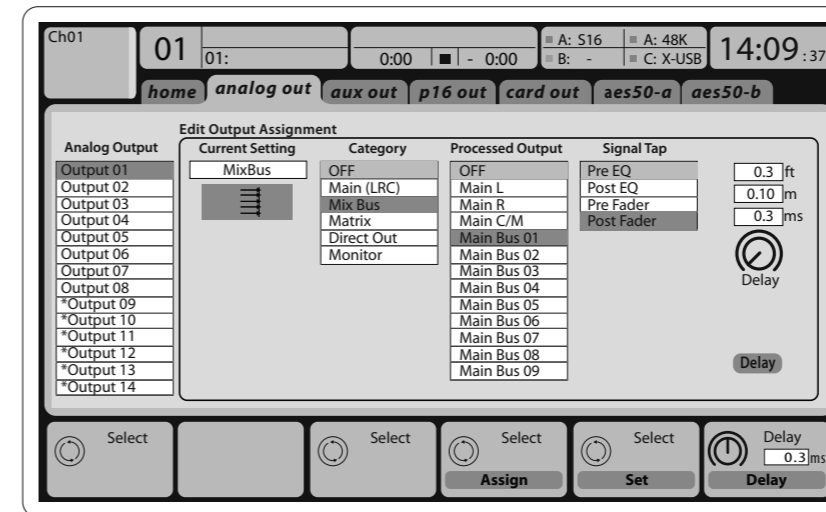 Ch01
01
01:
0:00
- 0:00
A: S16
A: 48K
B: -
C: X-USB
14:09:37
home
analog out
aux out
p16 out
card out
aes50-a
aes50-b
Edit Output Assignment
Analog Output
Current Setting
Category
Processed Output
Signal Tap
Output 01
Output 02
Output 03
Output 04
Output 05
Output 06
Output 07
Output 08
*Output 09
*Output 10
*Output 11
*Output 12
*Output 13
*Output 14
MixBus
OFF
Main (LRC)
Mix Bus
Matrix
Direct Out
Monitor
OFF
Main L
Main R
Main C/M
Main Bus 01
Main Bus 02
Main Bus 03
Main Bus 04
Main Bus 05
Main Bus 06
Main Bus 07
Main Bus 08
Main Bus 09
Pre EQ
Post EQ
Pre Fader
Post Fader
0.3 ft
0.10 m
0.3 ms
Delay
Delay
Select
Select
Select
Assign
Select
Set
Delay
0.3 ms
Delay